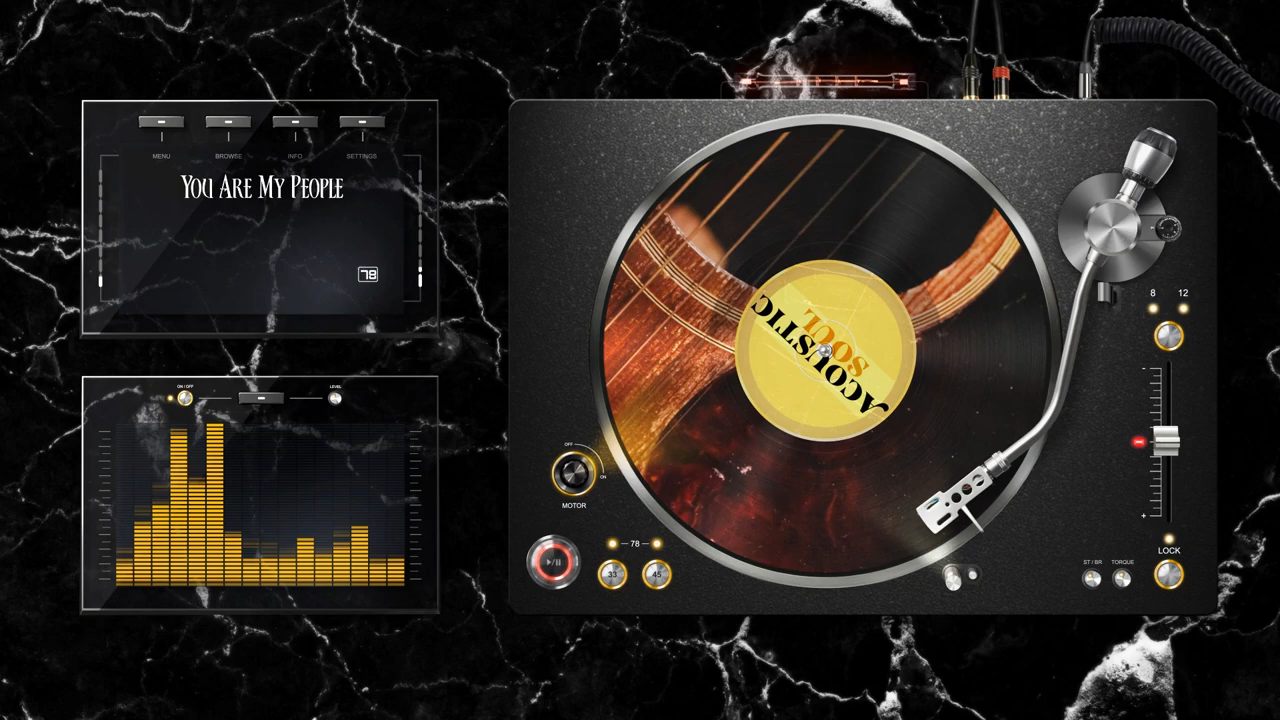 MENU BROWSE INFO SETTINGS
You Are My People
78
ON / OFF LEVEL
ACOUSTIC
SOUL
8 12
- 
+
OFF
ON
MOTOR
78
33 45
LOCK
ST / BR TORQUE